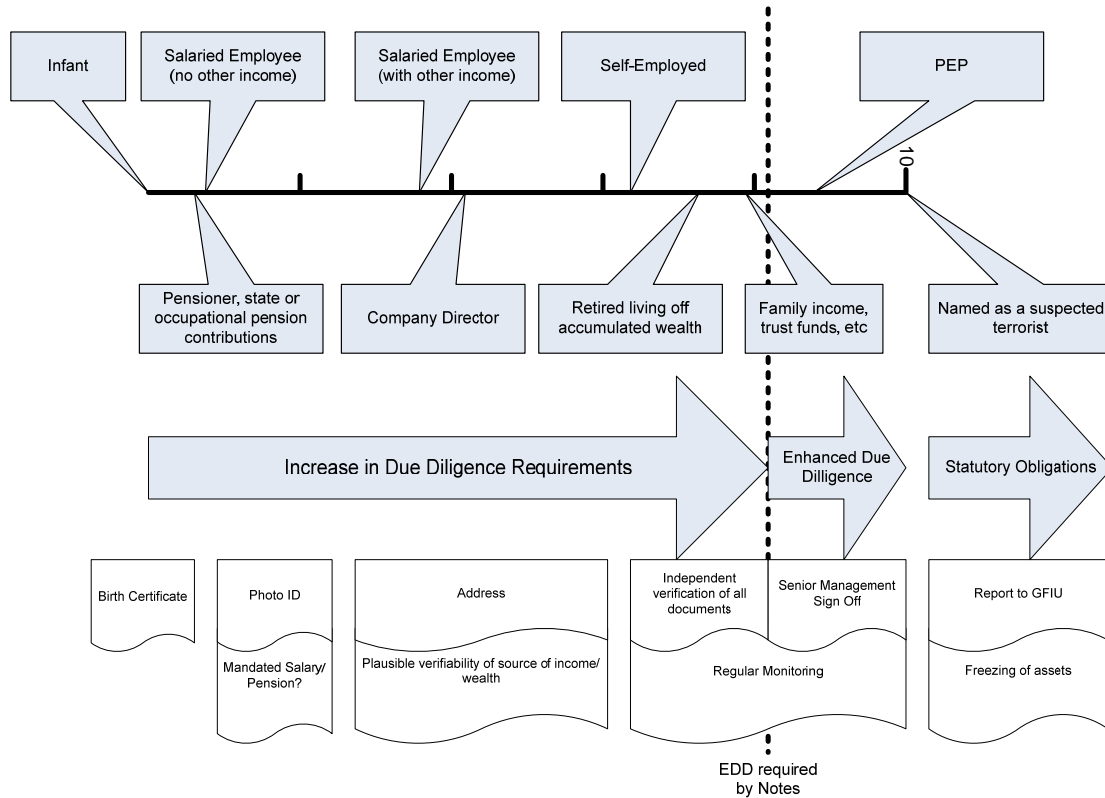 Infant
Salaried Employee
(no other income)
Salaried Employee
(with other income)
Self-Employed
PEP
10
Pensioner, state or
occupational pension
contributions
Company Director
Retired living off
accumulated wealth
Family income,
trust funds, etc
Named as a suspected
terrorist
Increase in Due Diligence Requirements
Enhanced Due
Dilligence
Statutory Obligations
Birth Certificate
Photo ID
Address
Independent
verification of all
documents
Senior Management
Sign Off
Report to GFIU
Mandated Salary/
Pension?
Plausible verifiability of source of income/
wealth
Regular Monitoring
Freezing of assets
EDD required
by Notes